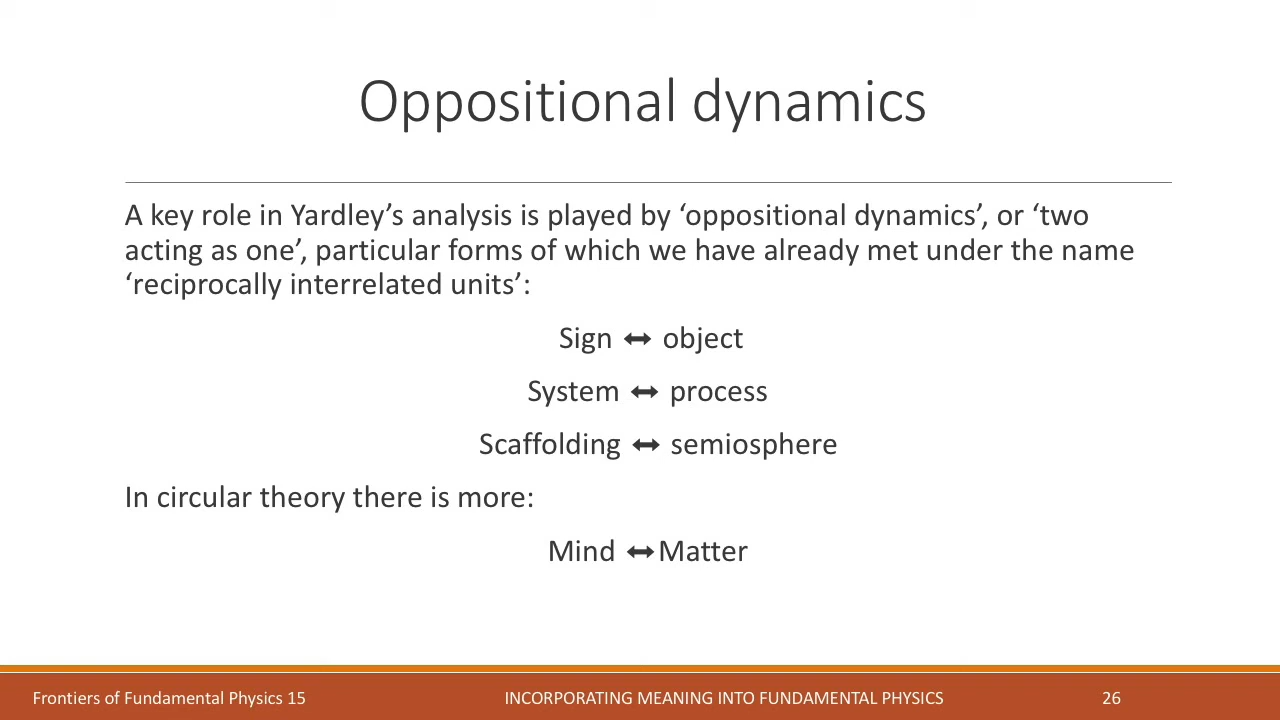 Oppositional dynamics
A key role in Yardley’s analysis is played by ‘oppositional dynamics’, or ‘two
acting as one’, particular forms of which we have already met under the name
‘reciprocally interrelated units’:
Sign ↔ object
System ↔ process
Scaffolding ↔ semiosphere
In circular theory there is more:
Mind ↔Matter
Frontiers of Fundamental Physics 15
INCORPORATING MEANING INTO FUNDAMENTAL PHYSICS
26